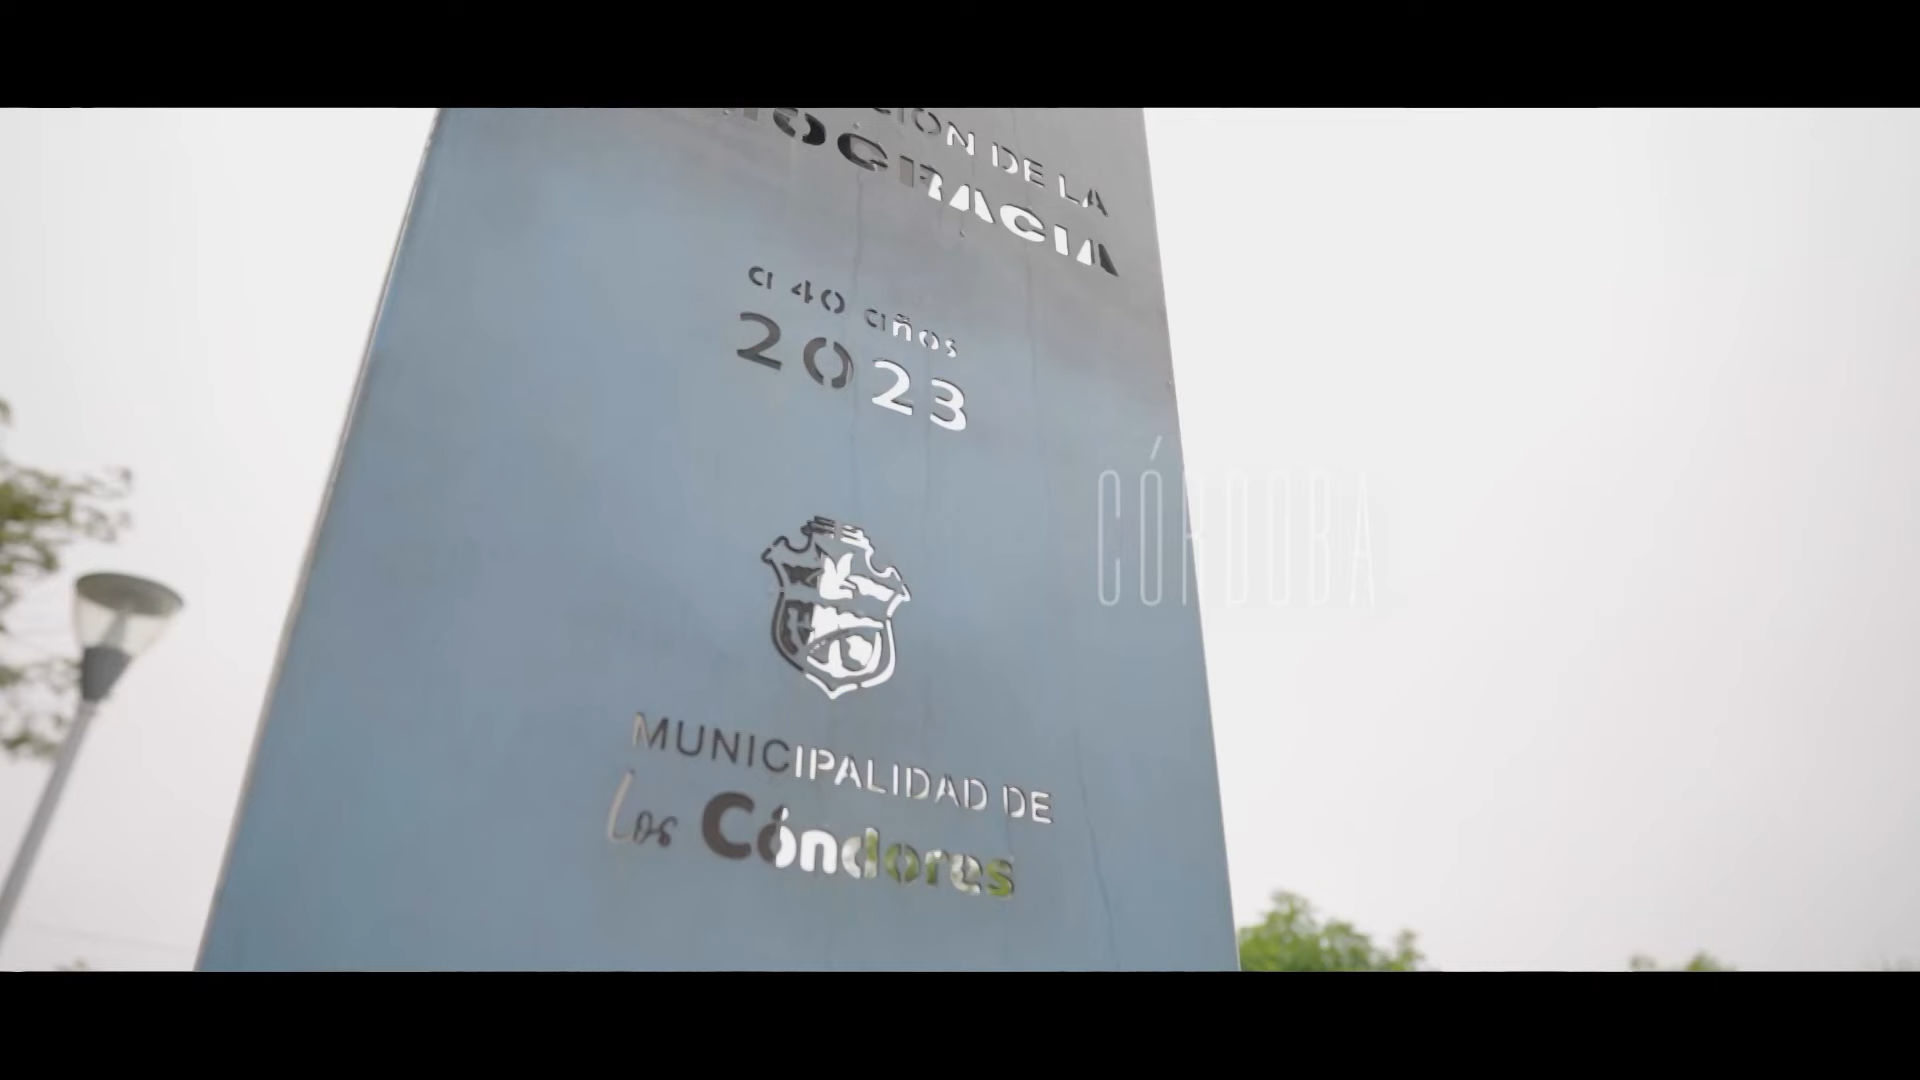 DE LA
a 40 años
2023
CÓRDOBA
MUNICIPALIDAD DE
Los Cóndores